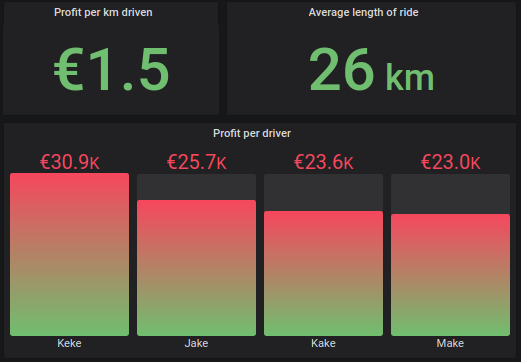 Profit per km driven
Average length of ride
€1.5
26 km
Profit per driver
€30.9K
€25.7K
€23.6K
€23.0K
Keke
Jake
Kake
Make